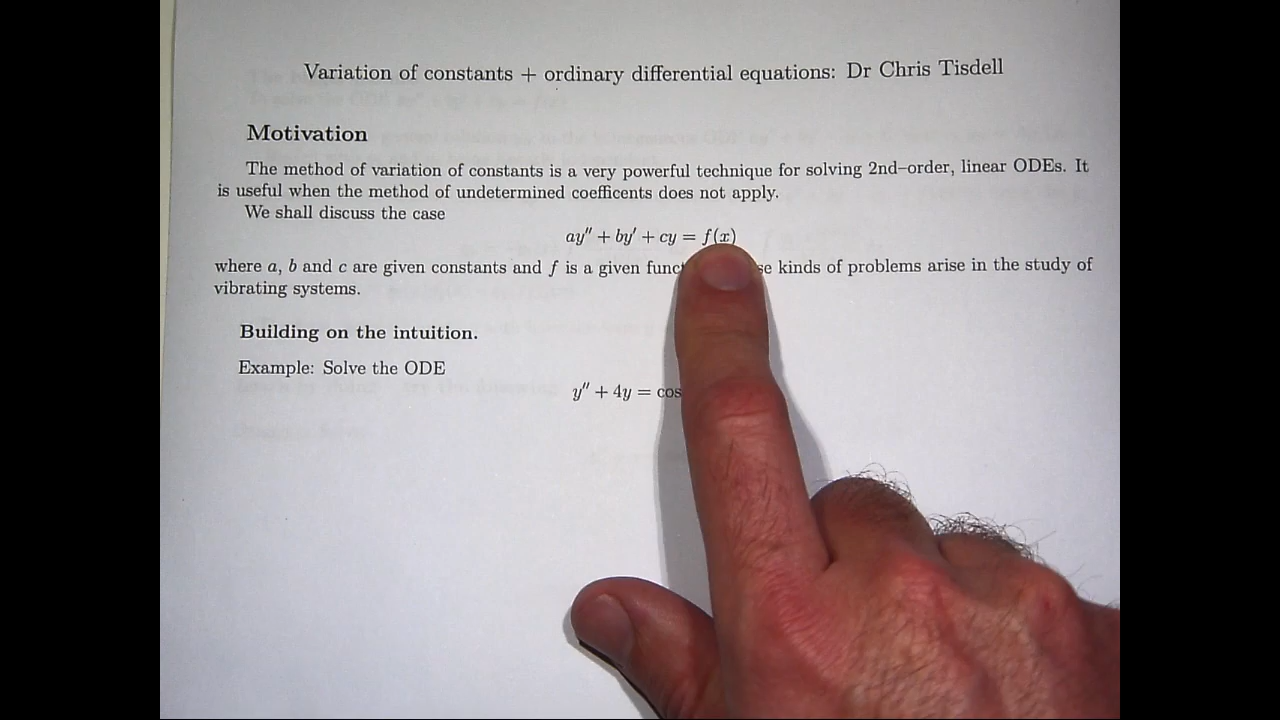 Variation of constants + ordinary differential equations: Dr Chris Tisdell
Motivation
The method of variation of constants is a very powerful technique for solving 2nd–order, linear ODEs. It
is useful when the method of undetermined coefficents does not apply.
We shall discuss the case
ay″ + by′ + cy = f(x)
where a, b and c are given constants and f is a given kinds of problems arise in the study of
vibrating systems.
Building on the intuition.
Example: Solve the ODE
y″ + 4y = cos